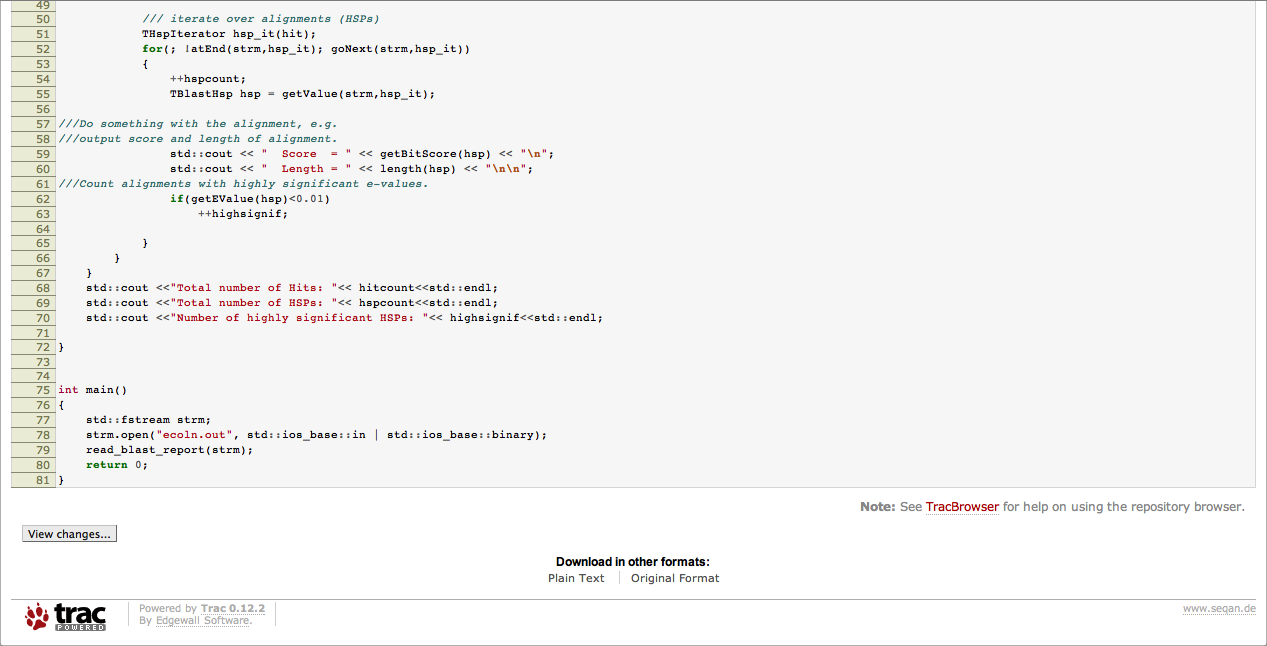 49
50 /// iterate over alignments (HSPs)
51 THspIterator hsp_it(hit);
52 for(; !atEnd(strm,hsp_it); goNext(strm,hsp_it))
53 {
54 ++hspcount;
55 TBlastHsp hsp = getValue(strm,hsp_it);
56
57 ///Do something with the alignment, e.g.
58 ///output score and length of alignment.
59 std::cout << "  Score  = " << getBitScore(hsp) << "\n";
60 std::cout << "  Length = " << length(hsp) << "\n\n";
61 ///Count alignments with highly significant e-values.
62 if(getEValue(hsp)<0.01)
63 ++highsignif;
64
65 }
66 }
67 }
68 std::cout <<"Total number of Hits: "<< hitcount<<std::endl;
69 std::cout <<"Total number of HSPs: "<< hspcount<<std::endl;
70 std::cout <<"Number of highly significant HSPs: "<< highsignif<<std::endl;
71
72 }
73
74
75 int main()
76 {
77 std::fstream strm;
78 strm.open("ecoln.out", std::ios_base::in | std::ios_base::binary);
79 read_blast_report(strm);
80 return 0;
81 }
Note: See TracBrowser for help on using the repository browser.
View changes...
Download in other formats:
Plain Text Original Format
trac POWERED
Powered by Trac 0.12.2
By Edgewall Software.
www.seqan.de